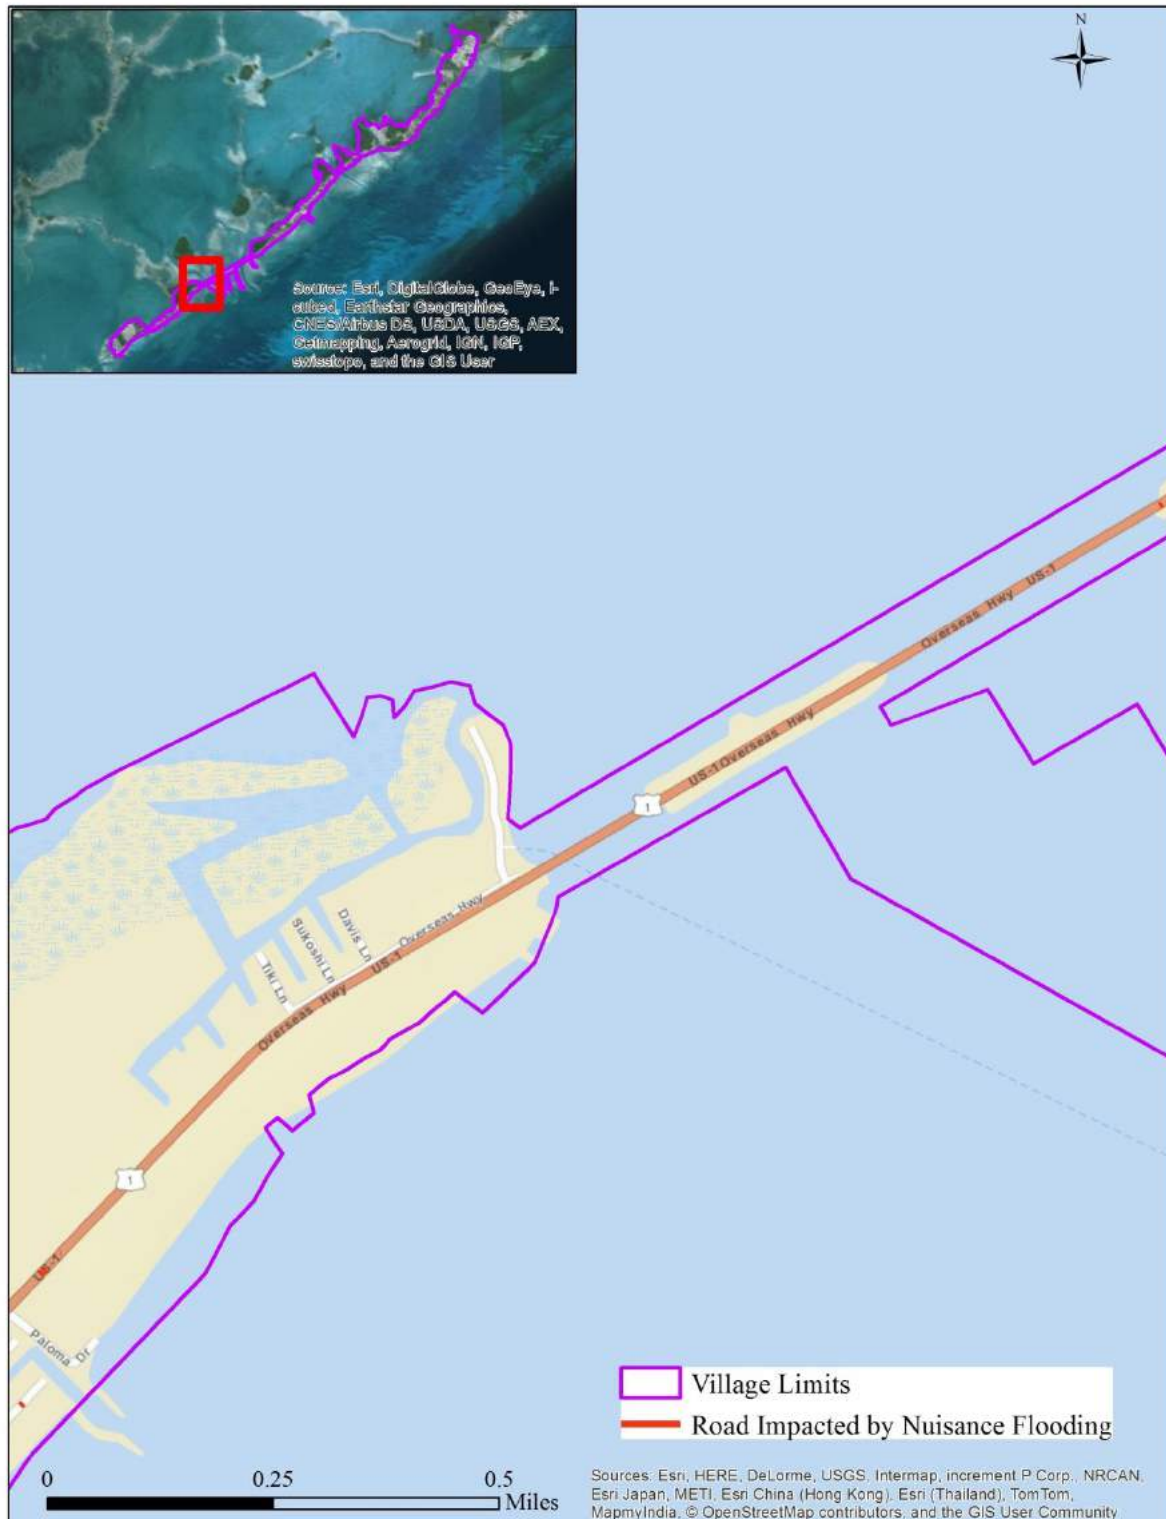 N
Source: Esri, DigitalGlobe, GeoEye, i-
cubed, Earthstar Geographics,
CNES/Airbus DS, USDA, USGS, AEX,
Getmapping, Aerogrid, IGN, IGP,
swisstopo, and the GIS User
Overseas Hwy US-1
US-1 Overseas Hwy
1
Overseas Hwy
Davis Ln
Sukoshi Ln
Tiki Ln
US-1
Overseas Hwy
1
US-1
Paloma Dr
Village Limits
Road Impacted by Nuisance Flooding
0 0.25 0.5
Miles
Sources: Esri, HERE, DeLorme, USGS, Intermap, increment P Corp., NRCAN,
Esri Japan, METI, Esri China (Hong Kong), Esri (Thailand), TomTom,
MapmyIndia, © OpenStreetMap contributors, and the GIS User Community